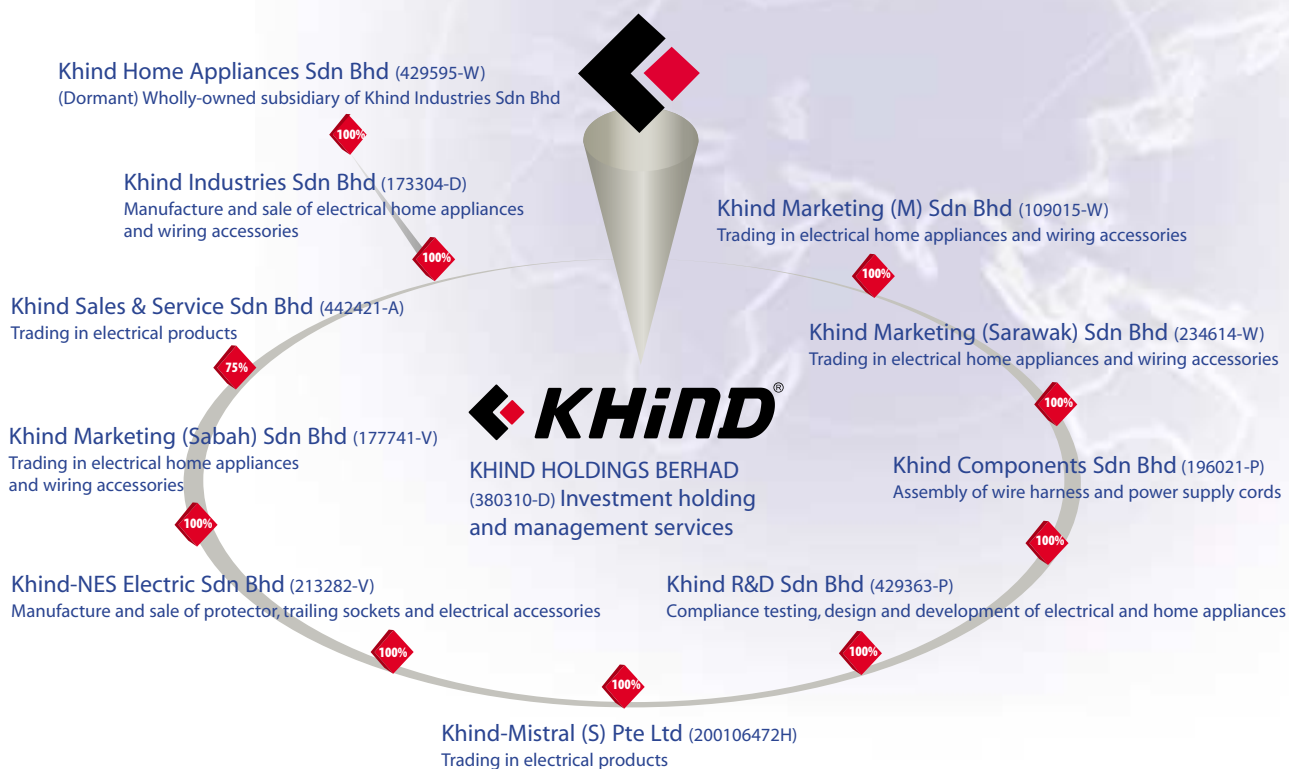 Khind Home Appliances Sdn Bhd (429595-W)
(Dormant) Wholly-owned subsidiary of Khind Industries Sdn Bhd
100%
Khind Industries Sdn Bhd (173304-D)
Manufacture and sale of electrical home appliances
and wiring accessories
100%
Khind Sales & Service Sdn Bhd (442421-A)
Trading in electrical products
75%
Khind Marketing (Sabah) Sdn Bhd (177741-V)
Trading in electrical home appliances
and wiring accessories
100%
Khind-NES Electric Sdn Bhd (213282-V)
Manufacture and sale of protector, trailing sockets and electrical accessories
100%
Khind-Mistral (S) Pte Ltd (200106472H)
Trading in electrical products
100%
KHIND®
KHIND HOLDINGS BERHAD
(380310-D) Investment holding
and management services
Khind Marketing (M) Sdn Bhd (109015-W)
Trading in electrical home appliances and wiring accessories
100%
Khind Marketing (Sarawak) Sdn Bhd (234614-W)
Trading in electrical home appliances and wiring accessories
100%
Khind Components Sdn Bhd (196021-P)
Assembly of wire harness and power supply cords
100%
Khind R&D Sdn Bhd (429363-P)
Compliance testing, design and development of electrical and home appliances
100%